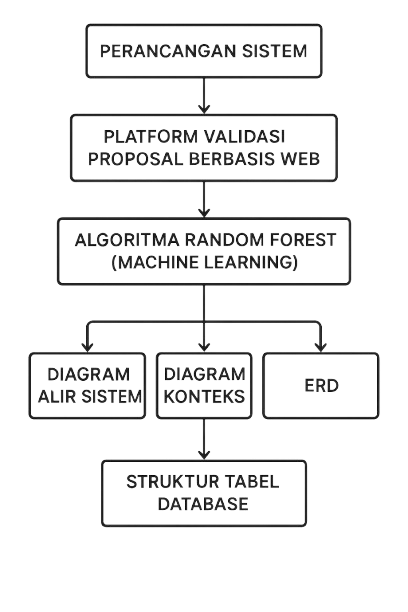 PERANCANGAN SISTEM
PLATFORM VALIDASI
PROPOSAL BERBASIS WEB
ALGORITMA RANDOM FOREST
(MACHINE LEARNING)
DIAGRAM
ALIR SISTEM
DIAGRAM
KONTEKS
ERD
STRUKTUR TABEL
DATABASE